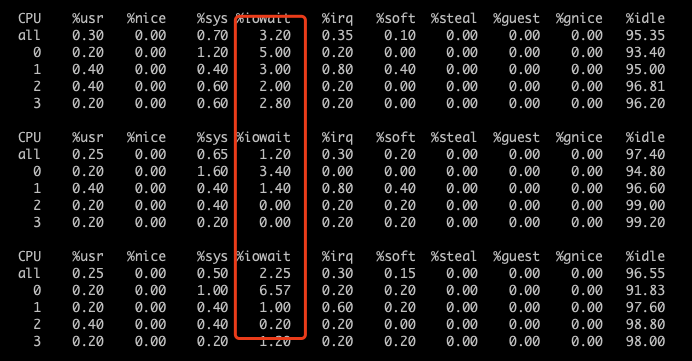 CPU %usr %nice %sys %iowait %irq %soft %steal %guest %gnice %idle
all 0.30 0.00 0.70 3.20 0.35 0.10 0.00 0.00 0.00 95.35
0 0.20 0.00 1.20 5.00 0.20 0.00 0.00 0.00 0.00 93.40
1 0.40 0.00 0.40 3.00 0.80 0.40 0.00 0.00 0.00 95.00
2 0.40 0.00 0.60 2.00 0.20 0.00 0.00 0.00 0.00 96.81
3 0.20 0.00 0.60 2.80 0.20 0.00 0.00 0.00 0.00 96.20
CPU %usr %nice %sys %iowait %irq %soft %steal %guest %gnice %idle
all 0.25 0.00 0.65 1.20 0.30 0.20 0.00 0.00 0.00 97.40
0 0.20 0.00 1.60 3.40 0.00 0.00 0.00 0.00 0.00 94.80
1 0.40 0.00 0.40 1.40 0.80 0.40 0.00 0.00 0.00 96.60
2 0.40 0.00 0.40 0.00 0.20 0.20 0.00 0.00 0.00 99.00
3 0.20 0.00 0.20 0.00 0.20 0.20 0.00 0.00 0.00 99.20
CPU %usr %nice %sys %iowait %irq %soft %steal %guest %gnice %idle
all 0.25 0.00 0.50 2.25 0.30 0.15 0.00 0.00 0.00 96.55
0 0.20 0.00 1.00 6.57 0.20 0.20 0.00 0.00 0.00 91.83
1 0.20 0.00 0.40 1.00 0.60 0.20 0.00 0.00 0.00 97.60
2 0.40 0.00 0.40 0.20 0.20 0.00 0.00 0.00 0.00 98.80
3 0.20 0.00 0.20 1.20 0.20 0.20 0.00 0.00 0.00 98.00